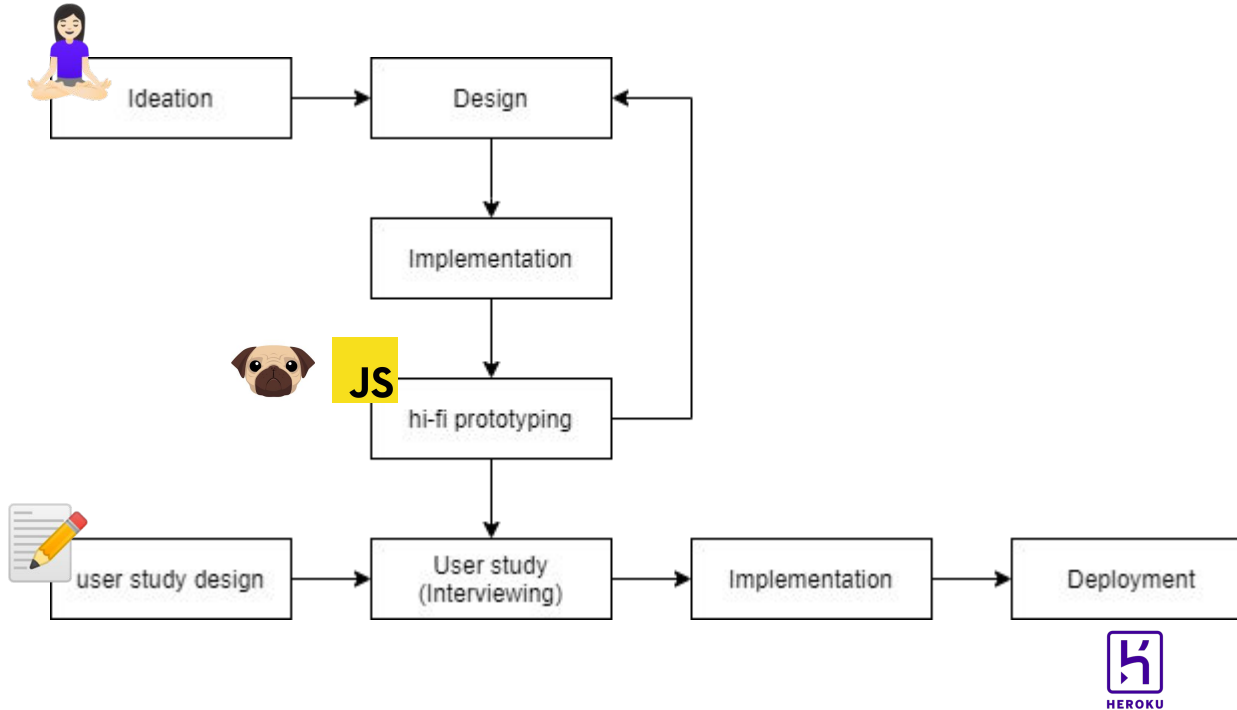 Ideation
Design
Implementation
JS
hi-fi prototyping
user study design
User study
(Interviewing)
Implementation
Deployment
HEROKU